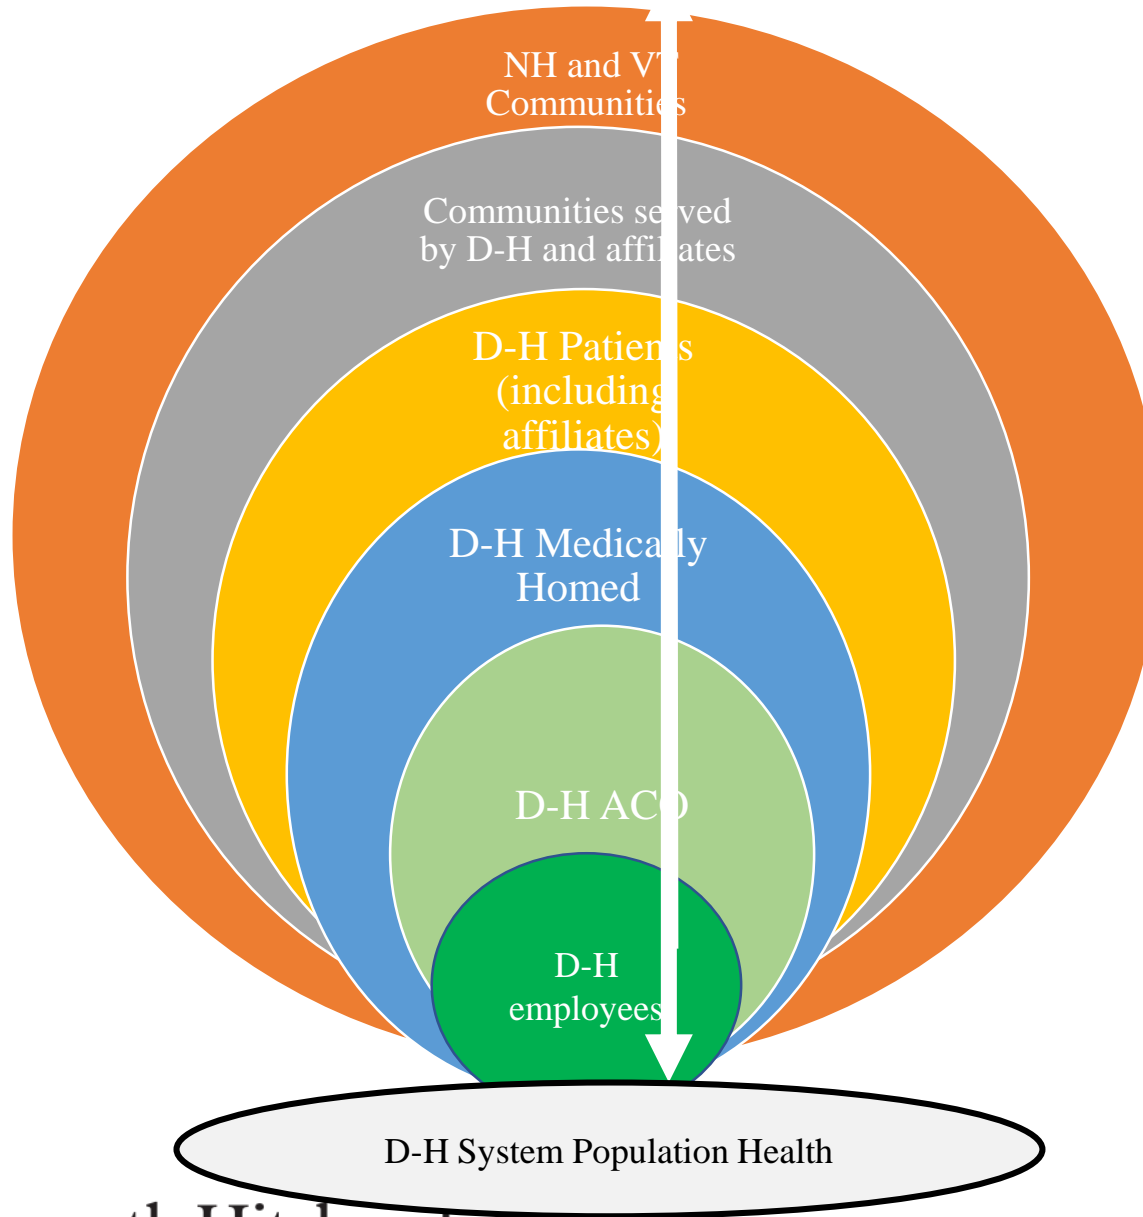 NH and VT
Communities
Communities served
by D-H and affiliates
D-H Patients
(including
affiliates)
D-H Medically
Homed
D-H ACO
D-H
employees
D-H System Population Health